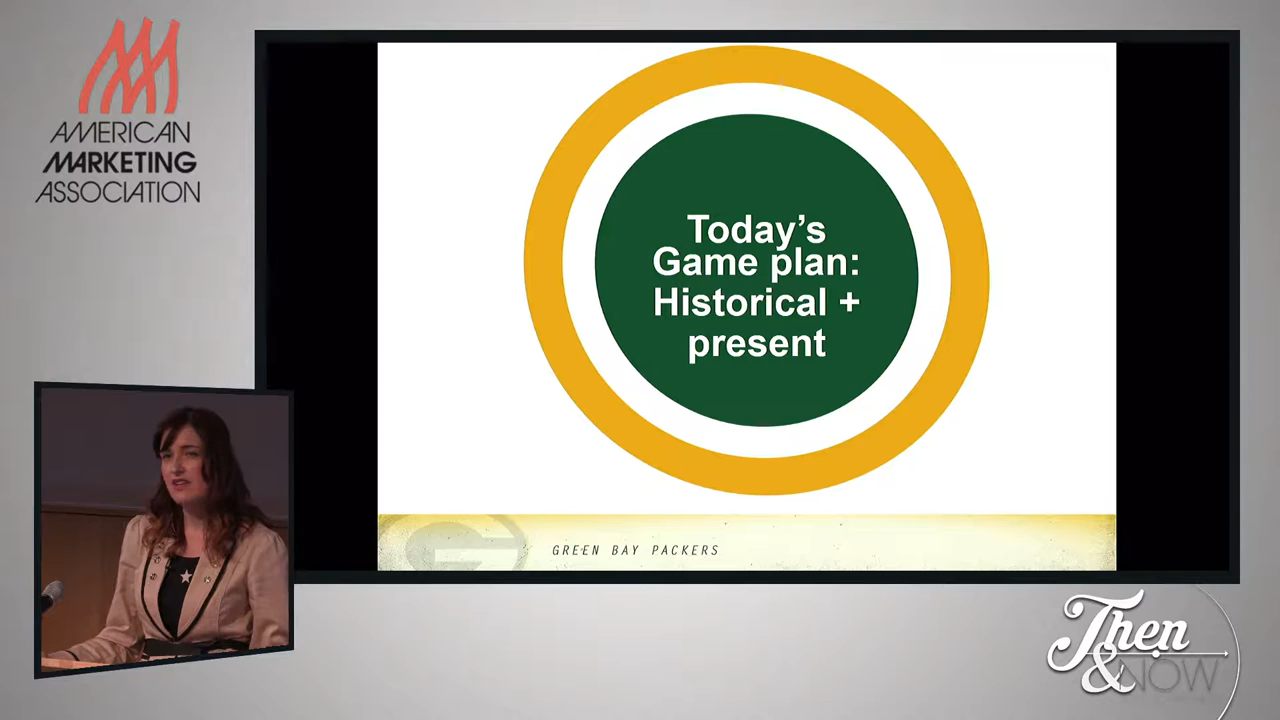 AMERICAN
MARKETING
ASSOCIATION
Today's
Game plan:
Historical +
present
GREEN BAY PACKERS
Then
& NOW